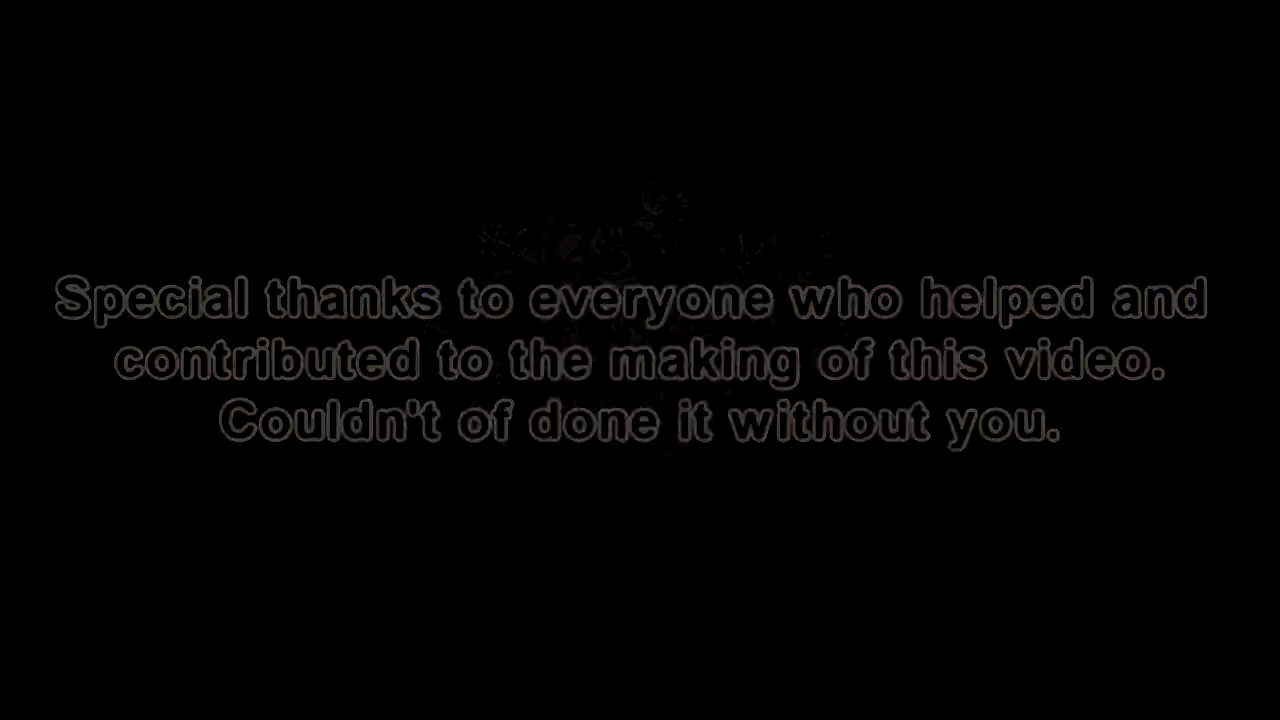 Special thanks to everyone who helped and
contributed to the making of this video.
Couldn't of done it without you.